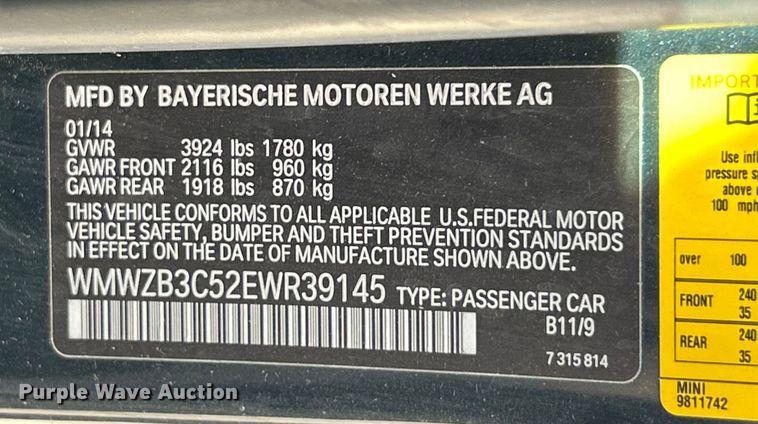 MFD BY BAYERISCHE MOTOREN WERKE AG
01/14
GVWR 3924 lbs 1780 kg
GAWR FRONT 2116 lbs 960 kg
GAWR REAR 1918 lbs 870 kg
THIS VEHICLE CONFORMS TO ALL APPLICABLE U.S.FEDERAL MOTOR
VEHICLE SAFETY, BUMPER AND THEFT PREVENTION STANDARDS
IN EFFECT ON THE DATE OF MANUFACTURE SHOWN ABOVE.
WMWZB3C52EWR39145 TYPE: PASSENGER CAR
B11/9
7 315 814
IMPORT
Use infl
pressure s
above
100 mph
over 100
FRONT 240
35
REAR 240
35
MINI
9811742
Purple Wave Auction